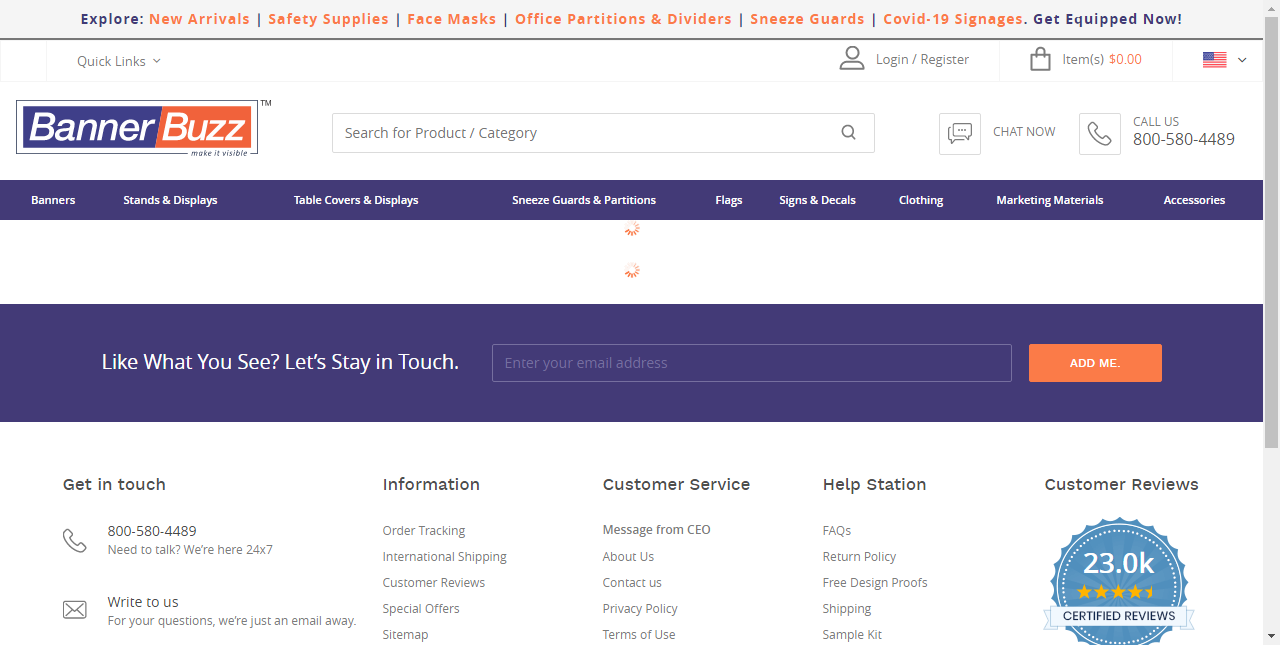 Explore: New Arrivals | Safety Supplies | Face Masks | Office Partitions & Dividers | Sneeze Guards | Covid-19 Signages. Get Equipped Now!
Quick Links
Login / Register
Item(s) $0.00
Banner Buzz TM
make it visible
Search for Product / Category
CHAT NOW
CALL US
800-580-4489
Banners Stands & Displays Table Covers & Displays Sneeze Guards & Partitions Flags Signs & Decals Clothing Marketing Materials Accessories
Like What You See? Let’s Stay in Touch.
Enter your email address
ADD ME.
Get in touch
800-580-4489
Need to talk? We’re here 24x7
Write to us
For your questions, we’re just an email away.
Information
Order Tracking
International Shipping
Customer Reviews
Special Offers
Sitemap
Customer Service
Message from CEO
About Us
Contact us
Privacy Policy
Terms of Use
Help Station
FAQs
Return Policy
Free Design Proofs
Shipping
Sample Kit
Customer Reviews
23.0k
CERTIFIED REVIEWS